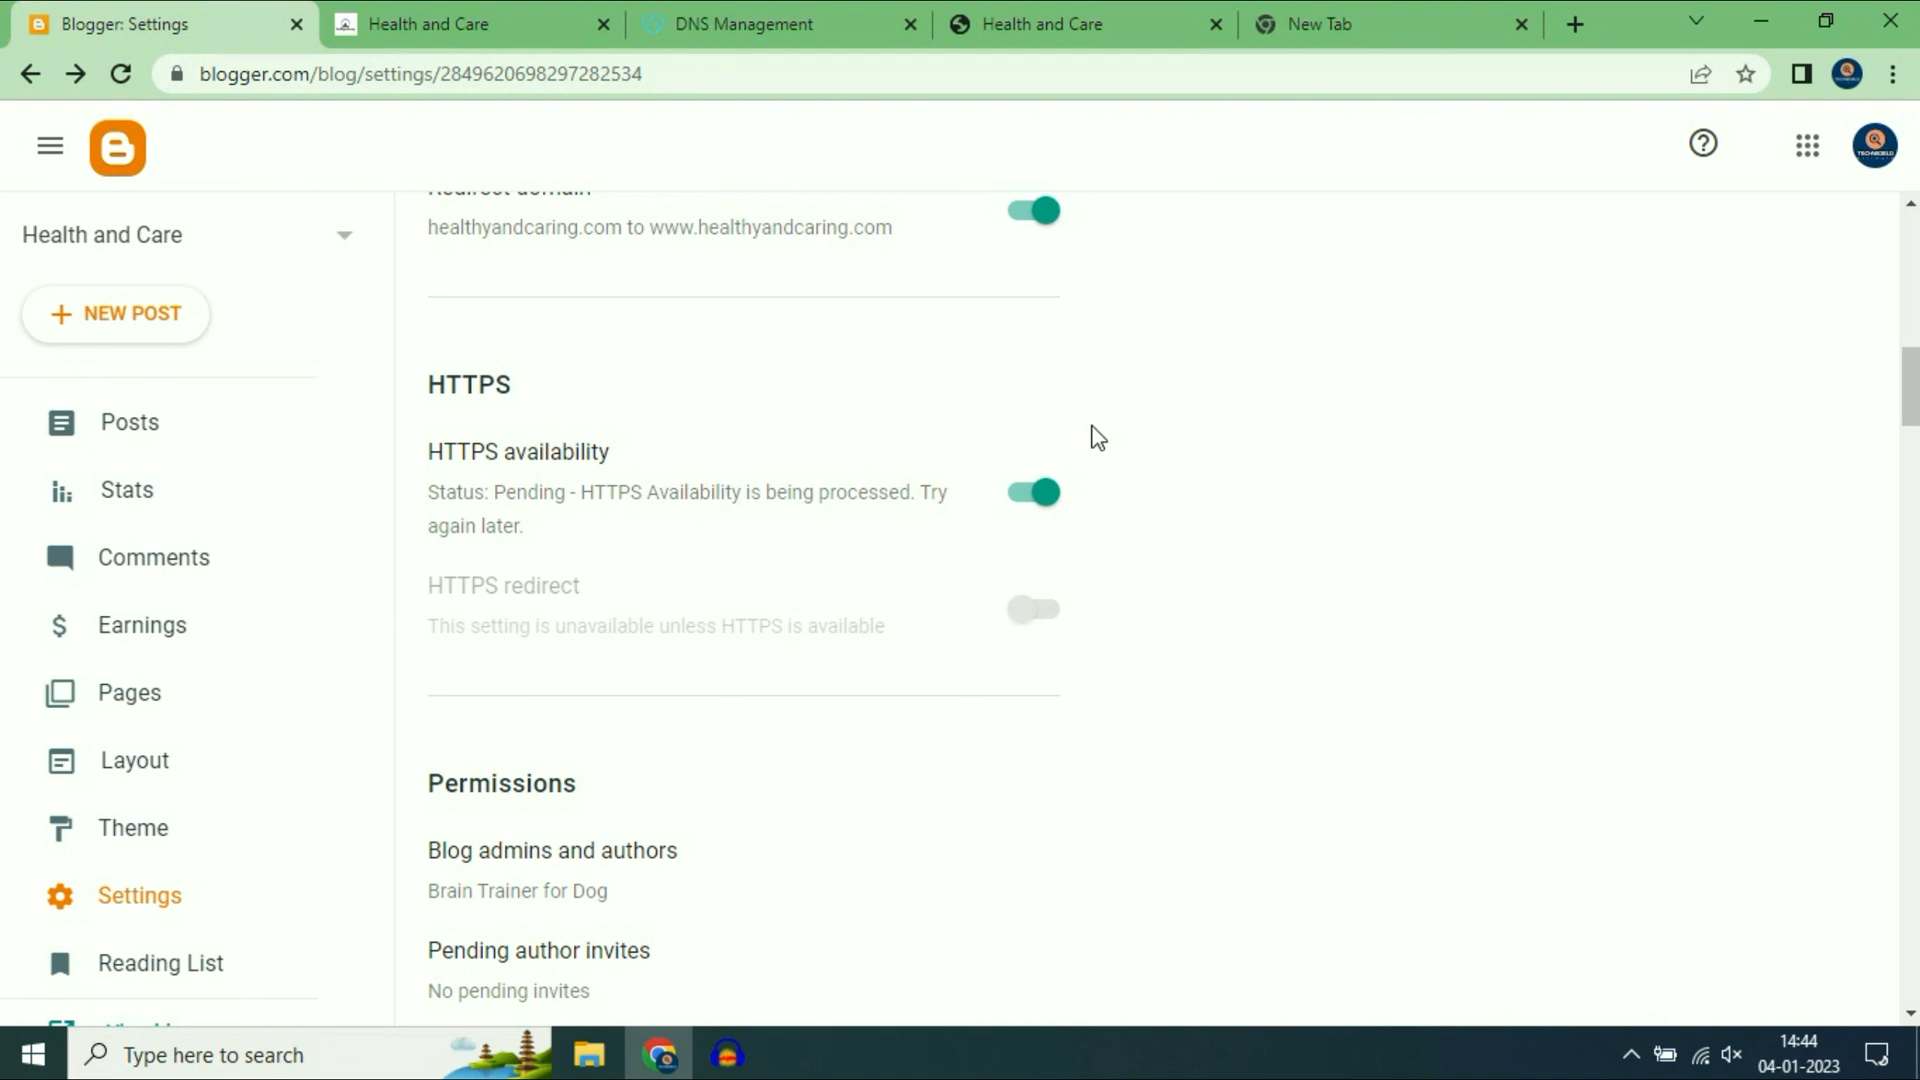 Blogger: Settings
Health and Care
DNS Management
Health and Care
New Tab
blogger.com/blog/settings/2849620698297282534
Health and Care
NEW POST
Posts
Stats
Comments
Earnings
Pages
Layout
Theme
Settings
Reading List
Redirect domain
healthyandcaring.com to www.healthyandcaring.com
HTTPS
HTTPS availability
Status: Pending - HTTPS Availability is being processed. Try
again later.
HTTPS redirect
This setting is unavailable unless HTTPS is available
Permissions
Blog admins and authors
Brain Trainer for Dog
Pending author invites
No pending invites
Type here to search
14:44
04-01-2023